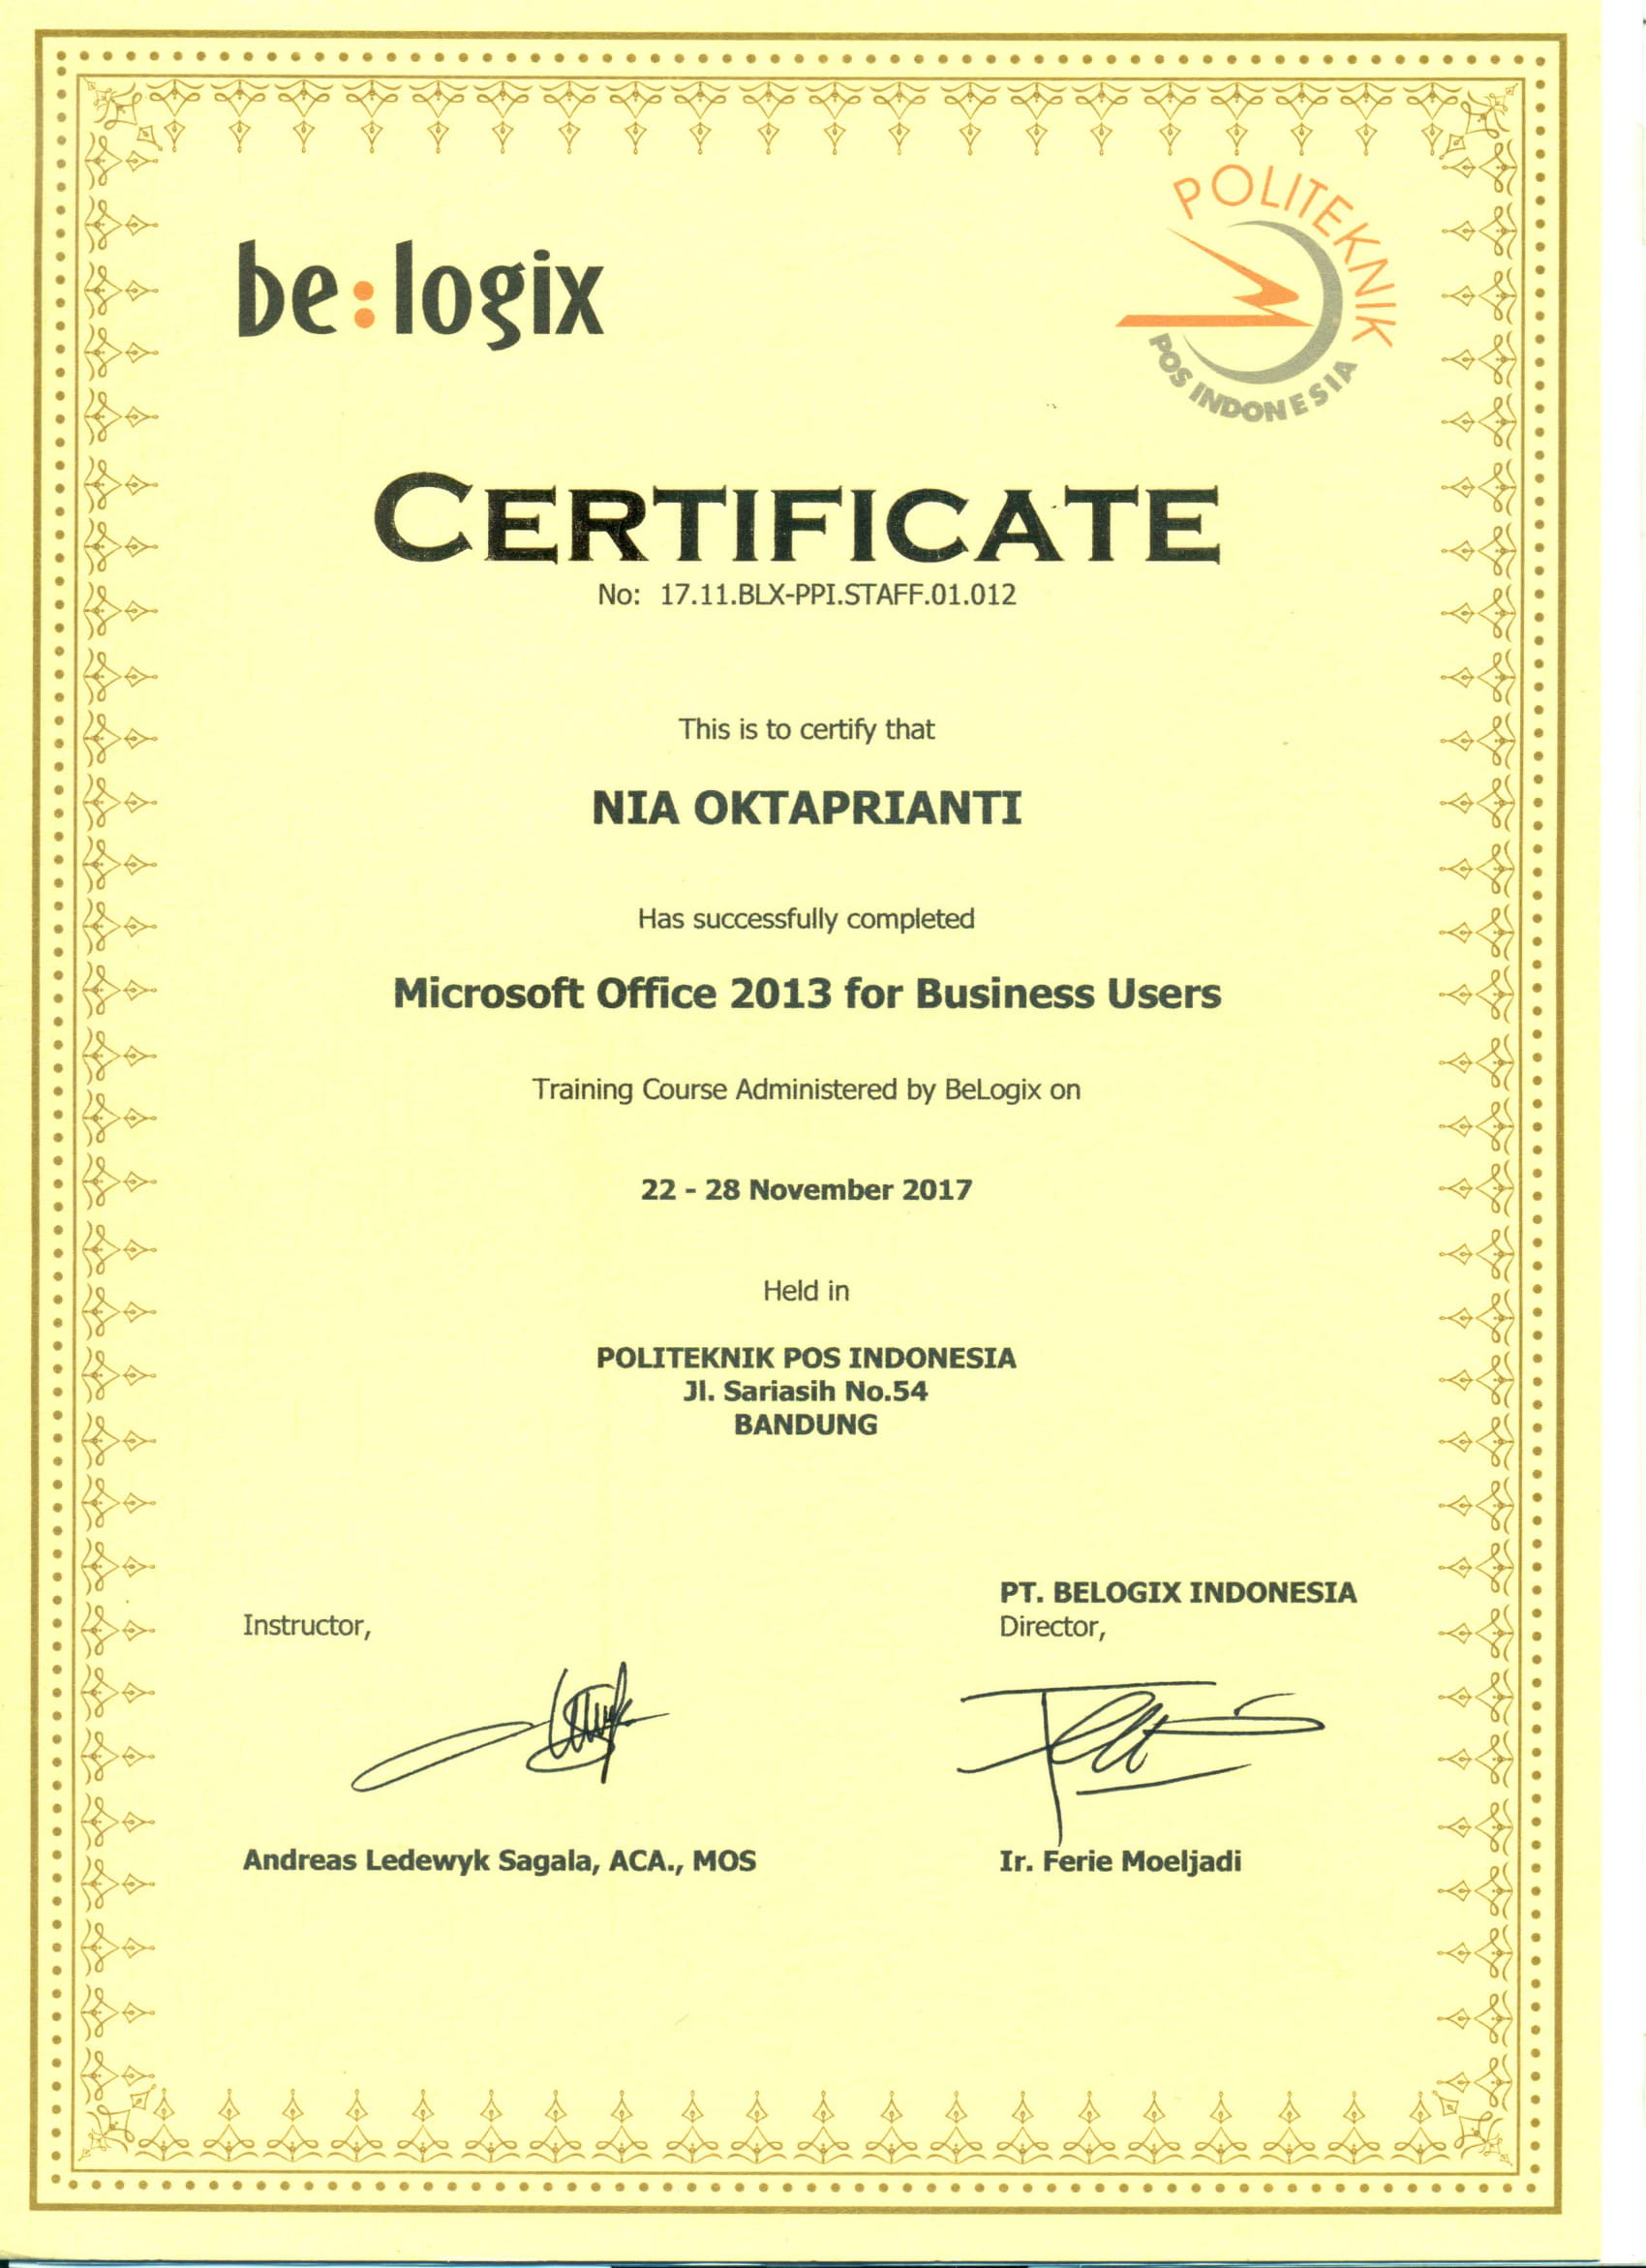 be:logix
POLITEKNIK
POS INDONESIA
CERTIFICATE
No: 17.11.BLX-PPI.STAFF.01.012
This is to certify that
NIA OKTAPRIANTI
Has successfully completed
Microsoft Office 2013 for Business Users
Training Course Administered by BeLogix on
22 - 28 November 2017
Held in
POLITEKNIK POS INDONESIA
Jl. Sariasih No.54
BANDUNG
Instructor,
PT. BELOGIX INDONESIA
Director,
Andreas Ledewyk Sagala, ACA., MOS
Ir. Ferie Moeljadi